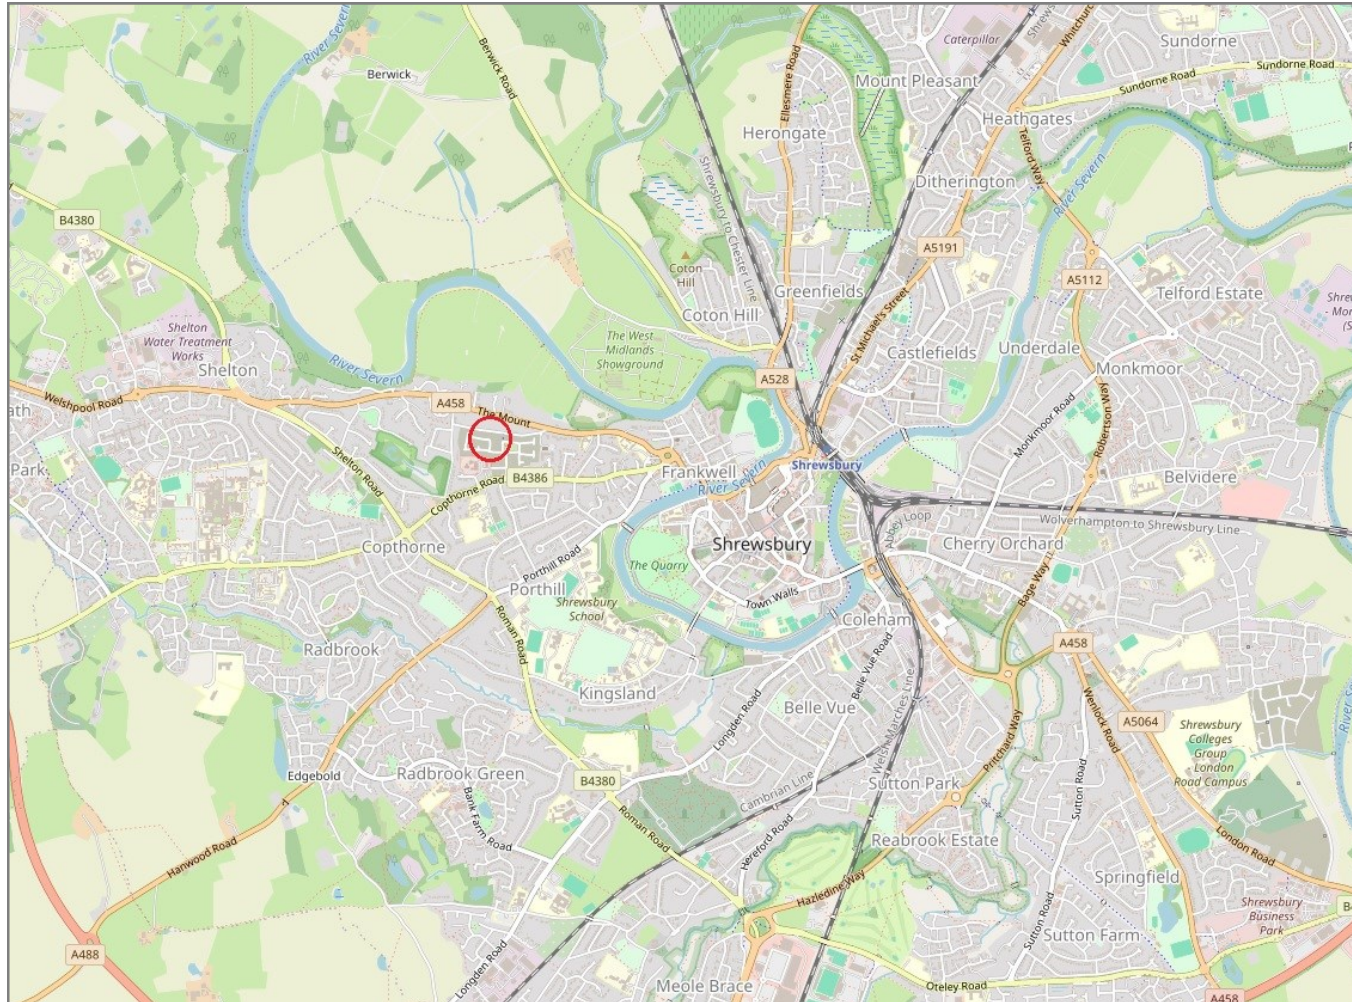 Sundorne
Caterpillar
Whitchurch
River Severn
Berwick
Berwick Road
Ellesmere Road
Mount Pleasant
Sundorne Road
Sundorne Road
Heathgates
Herongate
Telford Way
Shrewsbury to Chester Line
Ditherington
River Severn
B4380
A5191
Coton
Hill
A5112
Greenfields
Telford Estate
Coton Hill
St Michael's Street
Shelton
Water Treatment
Works
The West
Midlands
Showground
Castlefields
Underdale
Monkmoor
Shelton
River Severn
A528
Welshpool Road
A458
The Mount
Monkmoor Road
Robertson Way
Park
Shelton Road
Frankwell
Shrewsbury
Belvidere
B4386
Copthorne Road
River Severn
Abbey Loop
Wolverhampton to Shrewsbury Line
Copthorne
Shrewsbury
Cherry Orchard
Porthill Road
The Quarry
Porthill
Bage Way
Town Walls
Shrewsbury
School
Coleham
Roman Road
Radbrook
A458
Kingsland
Belle Vue Road
Belle Vue
Longden Road
Welsh Marches Line
Wenlock Road
A5064
Shrewsbury
Colleges
Group
London
Road Campus
Pritchard Way
Edgebold
Radbrook Green
B4380
Cambrian Line
Sutton Park
Sutton Road
Bank Farm Road
Roman Road
Hereford Road
Reabrook Estate
London Road
Hanwood Road
Hazledine Way
Springfield
Shrewsbury
Business
Park
Sutton Road
Sutton Farm
A488
Longden Road
Meole Brace
Oteley Road
A458